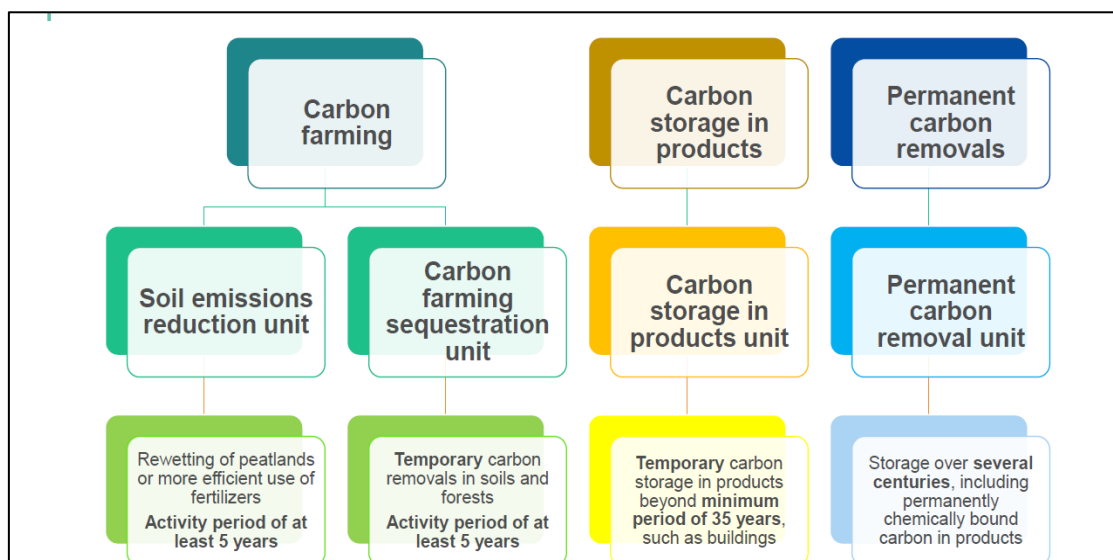 Carbon
farming
Carbon
storage in
products
Permanent
carbon
removals
Soil emissions
reduction unit
Carbon
farming
sequestration
unit
Carbon
storage in
products unit
Permanent
carbon
removal unit
Rewetting of peatlands
or more efficient use of
fertilizers
Activity period of at
least 5 years
Temporary carbon
removals in soils and
forests
Activity period of at
least 5 years
Temporary carbon
storage in products
beyond minimum
period of 35 years,
such as buildings
Storage over several
centuries, including
permanently
chemically bound
carbon in products